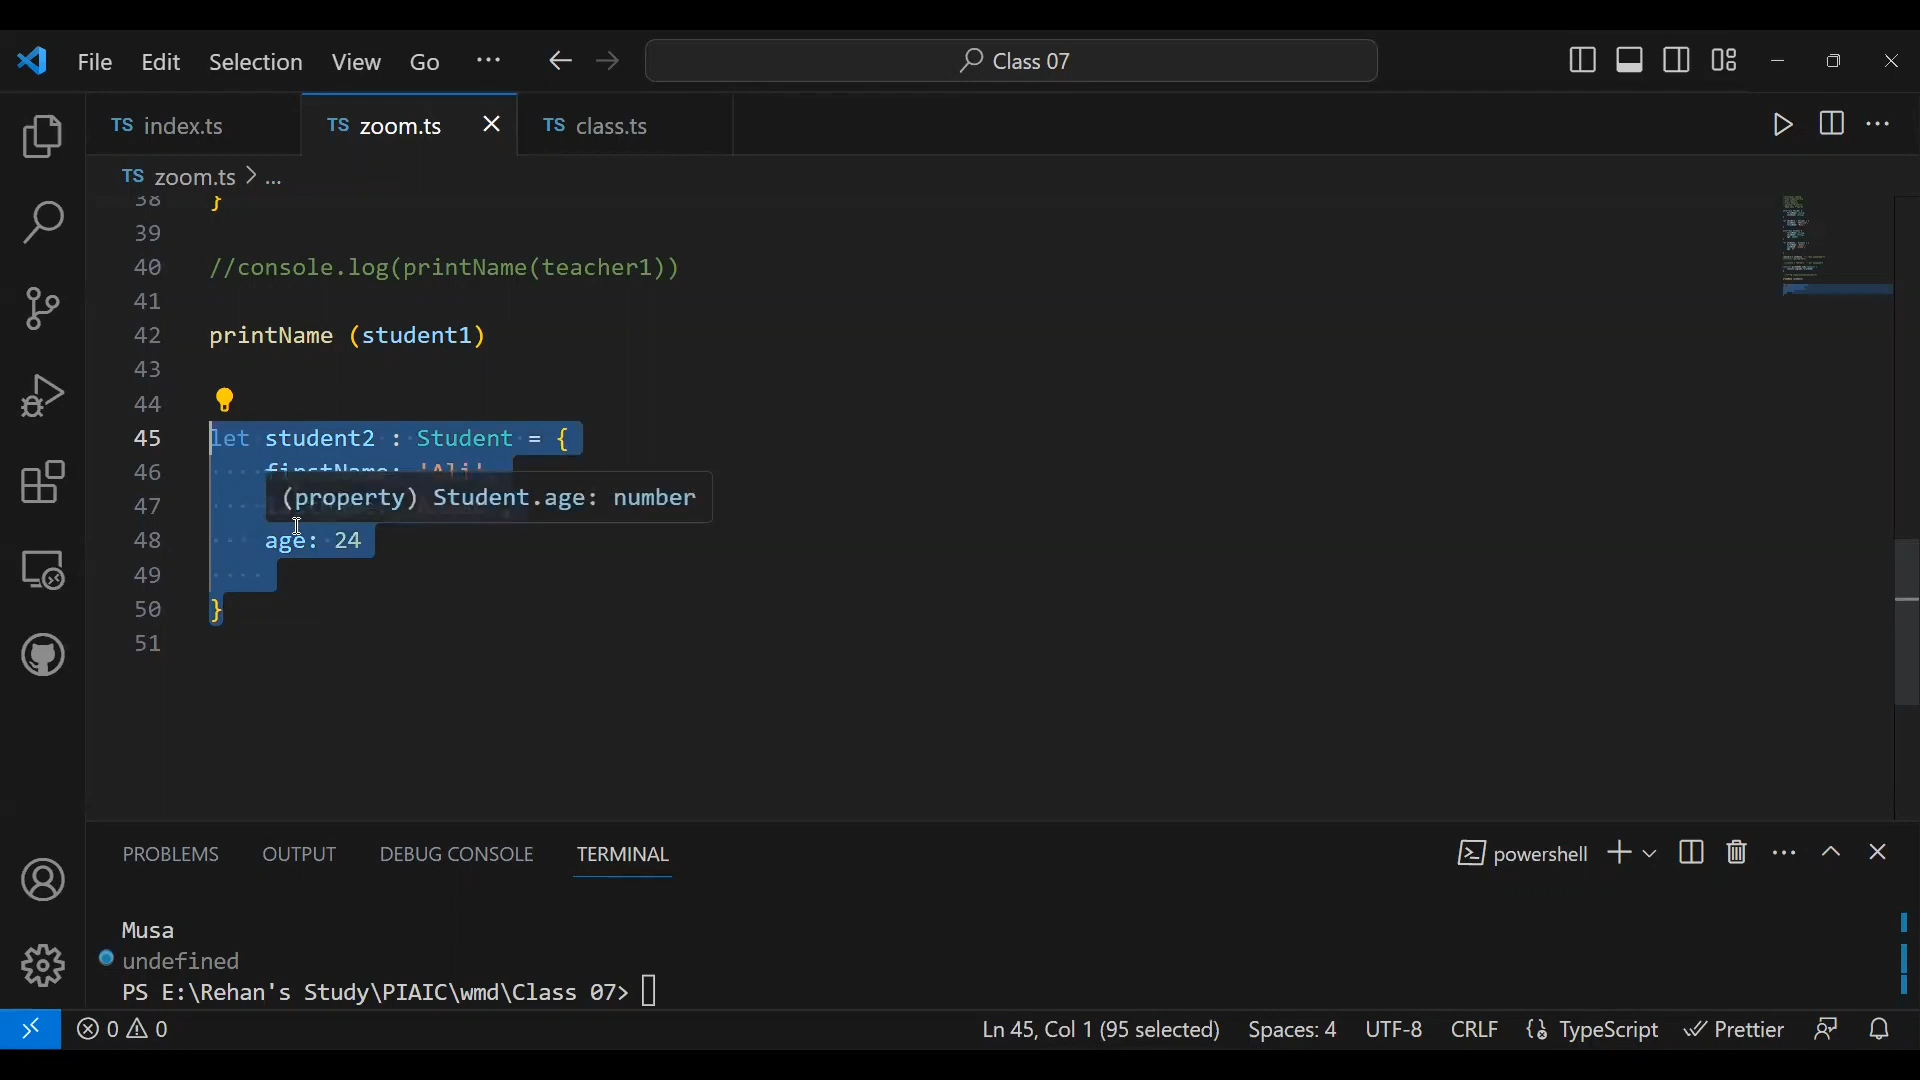 File Edit Selection View Go ··· Class 07
TS index.ts
TS zoom.ts
TS class.ts
TS zoom.ts > ...
38 }
39
40 //console.log(printName(teacher1))
41
42 printName (student1)
43
44
45 let student2 : Student = {
46 firstName: 'Ali'
(property) Student.age: number
47
48 age: 24
49
50 }
51
PROBLEMS OUTPUT DEBUG CONSOLE TERMINAL powershell
Musa
undefined
PS E:\Rehan's Study\PIAIC\wmd\Class 07>
0 0 Ln 45, Col 1 (95 selected) Spaces: 4 UTF-8 CRLF {} TypeScript Prettier